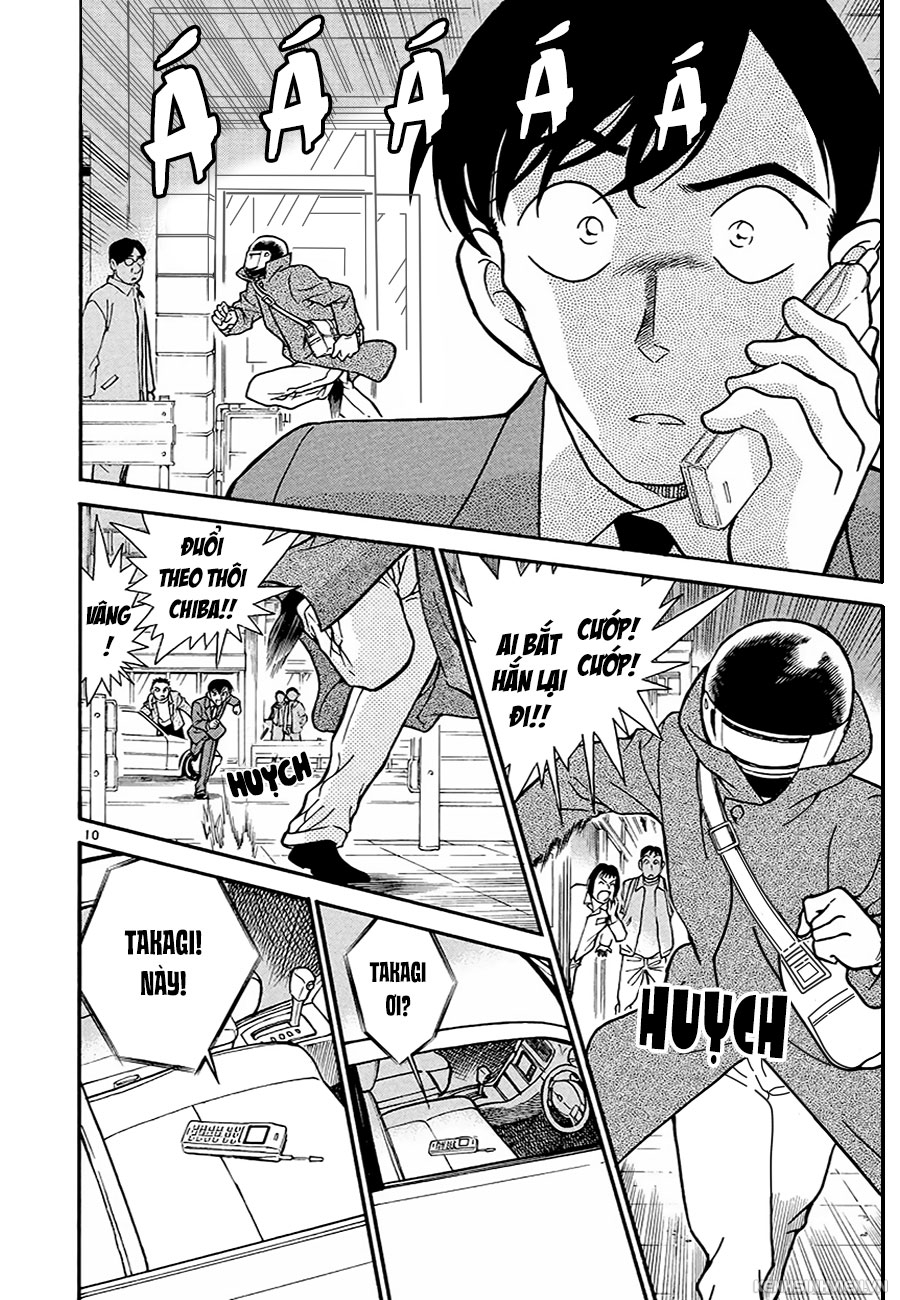 Á Á Á Á Á
CƯỚP!
CƯỚP!
AI BẮT
HẮN LẠI
ĐI!!
HUỴCH
ĐUỔI
THEO THÔI
CHIBA!!
VÂNG
!
HUỴCH
10
TAKAGI
ƠI?
TAKAGI!
NÀY!